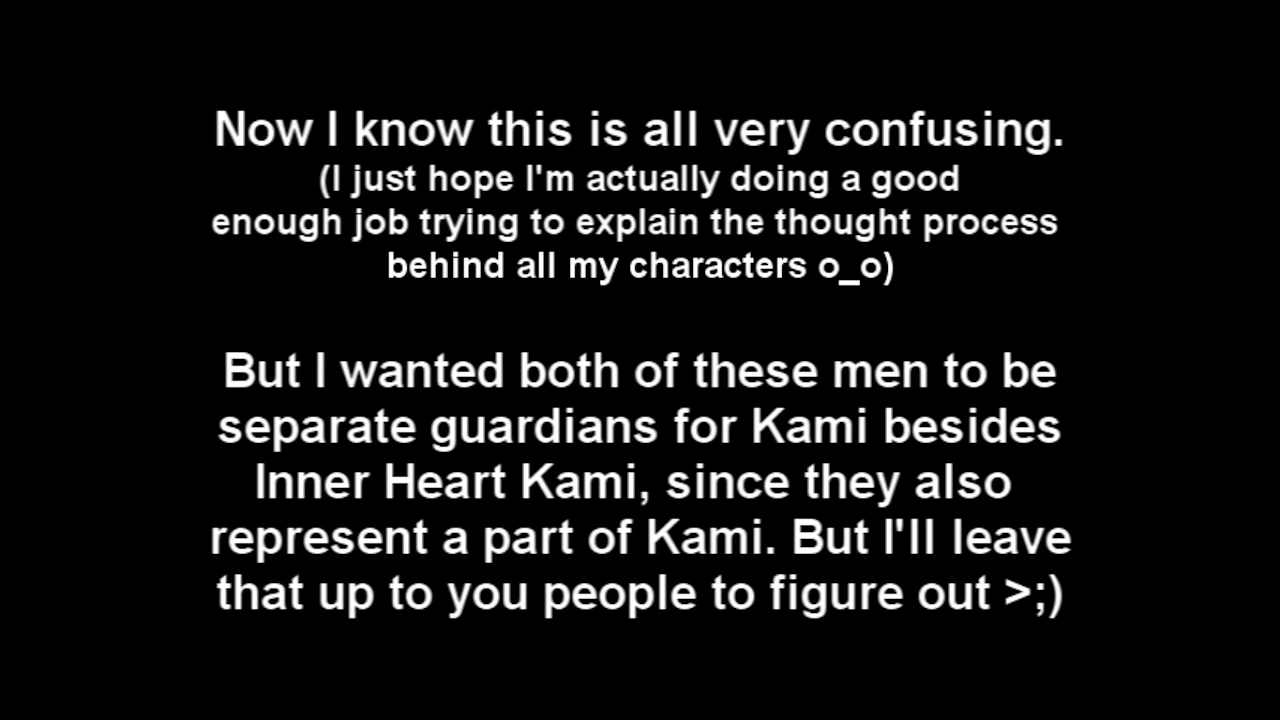 Now I know this is all very confusing.
(I just hope I'm actually doing a good
enough job trying to explain the thought process
behind all my characters o_o)
But I wanted both of these men to be
separate guardians for Kami besides
Inner Heart Kami, since they also
represent a part of Kami. But I'll leave
that up to you people to figure out >;)